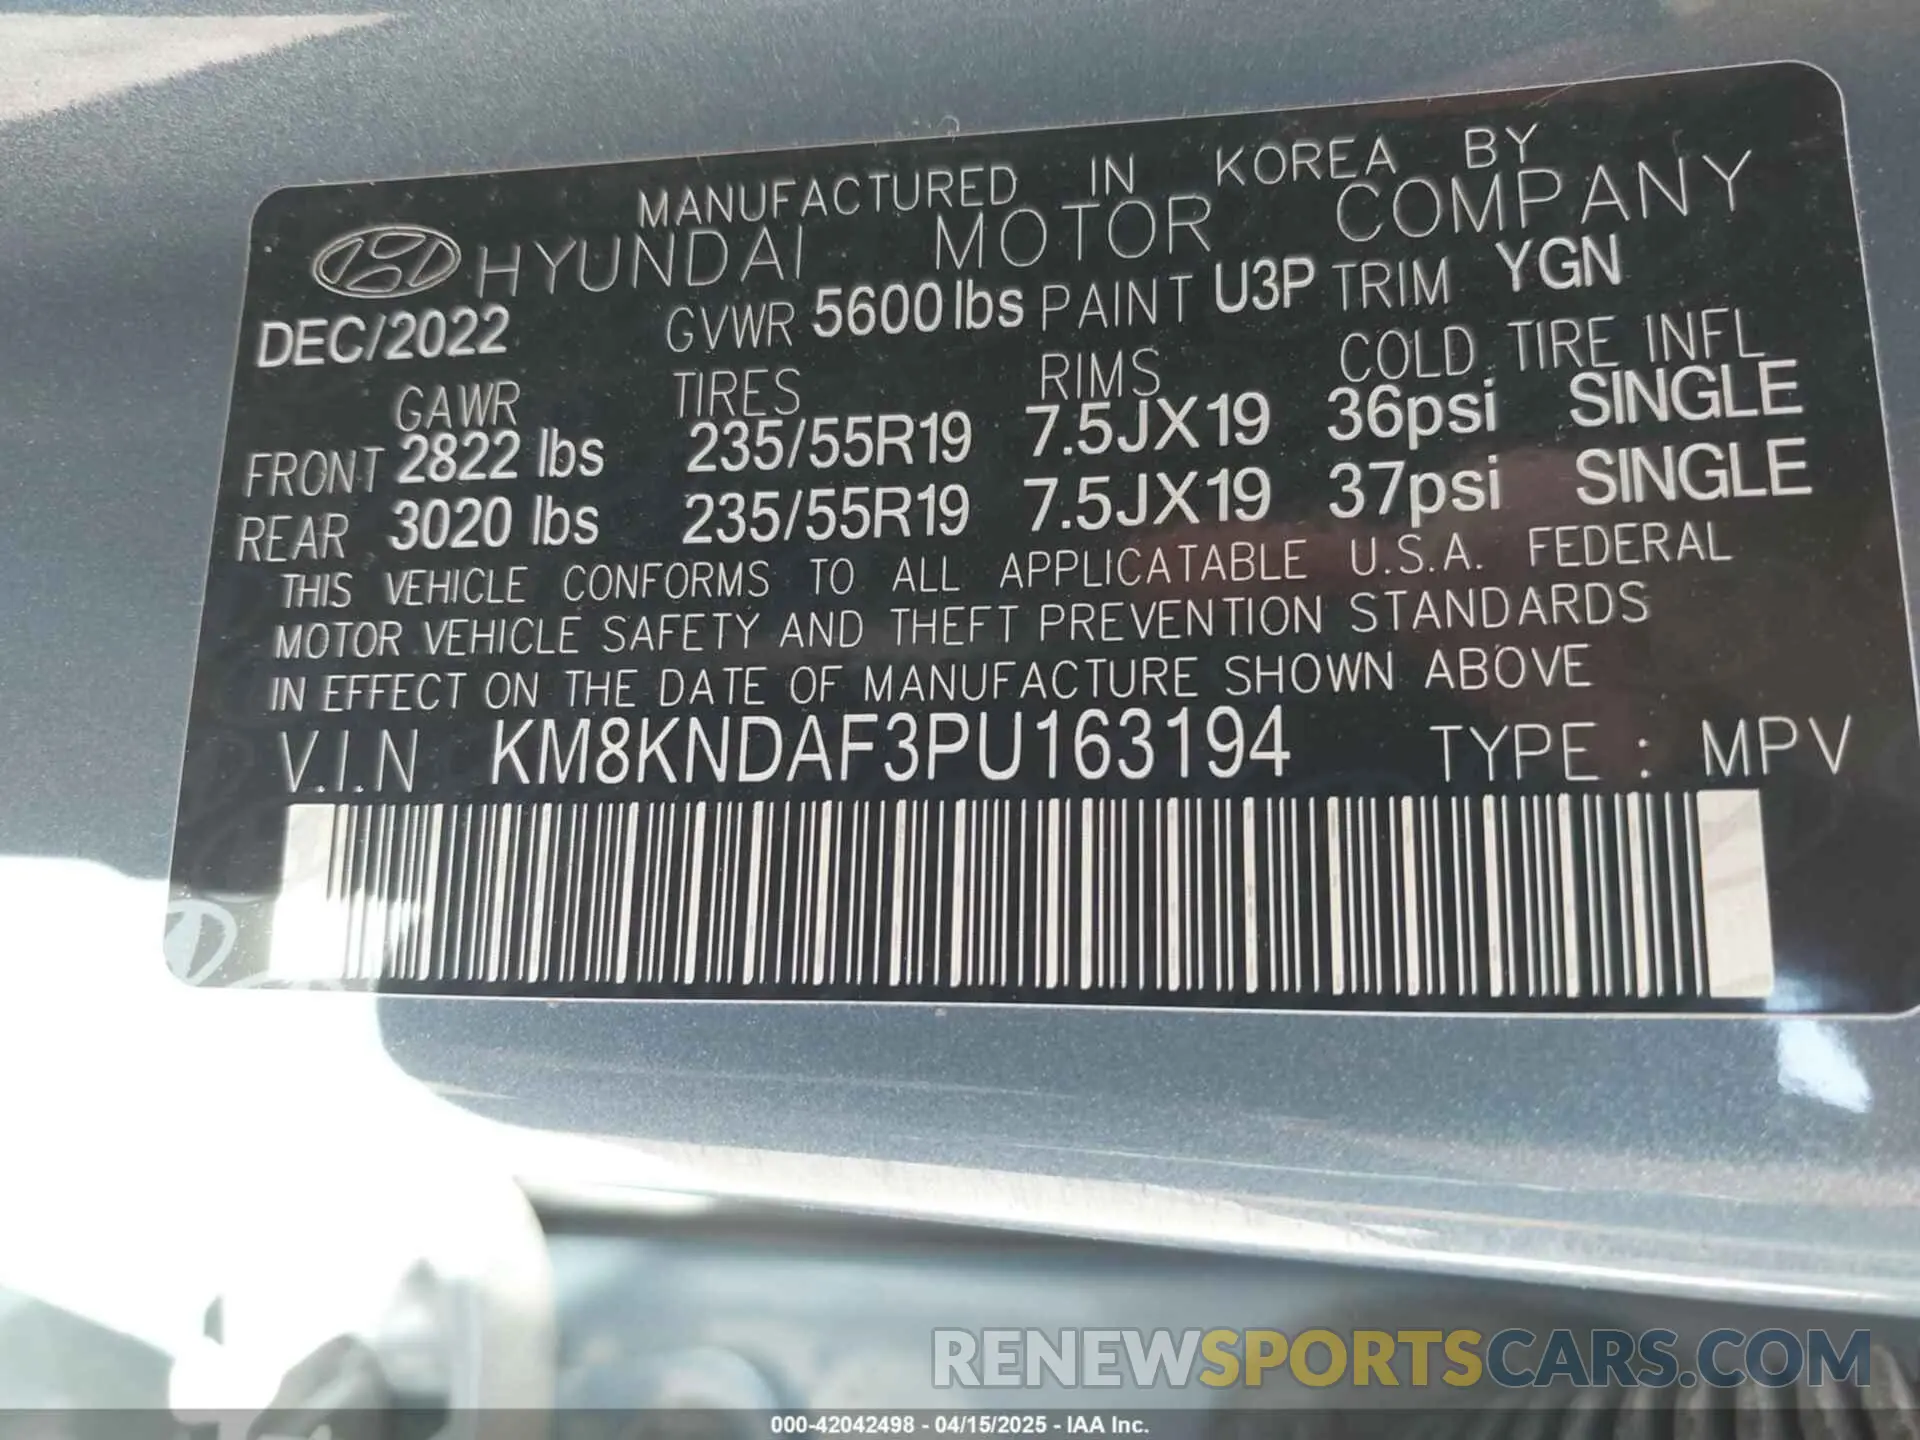 MANUFACTURED IN KOREA BY
HYUNDAI MOTOR COMPANY
DEC/2022 GVWR 5600 lbs PAINT U3P TRIM YGN
GAWR TIRES RIMS COLD TIRE INFL
FRONT 2822 lbs 235/55R19 7.5JX19 36psi SINGLE
REAR 3020 lbs 235/55R19 7.5JX19 37psi SINGLE
THIS VEHICLE CONFORMS TO ALL APPLICATABLE U.S.A. FEDERAL
MOTOR VEHICLE SAFETY AND THEFT PREVENTION STANDARDS
IN EFFECT ON THE DATE OF MANUFACTURE SHOWN ABOVE
V.I.N KM8KNDAF3PU163194 TYPE : MPV
RENEWSPORTSCARS.COM
000-42042498 - 04/15/2025 - IAA Inc.